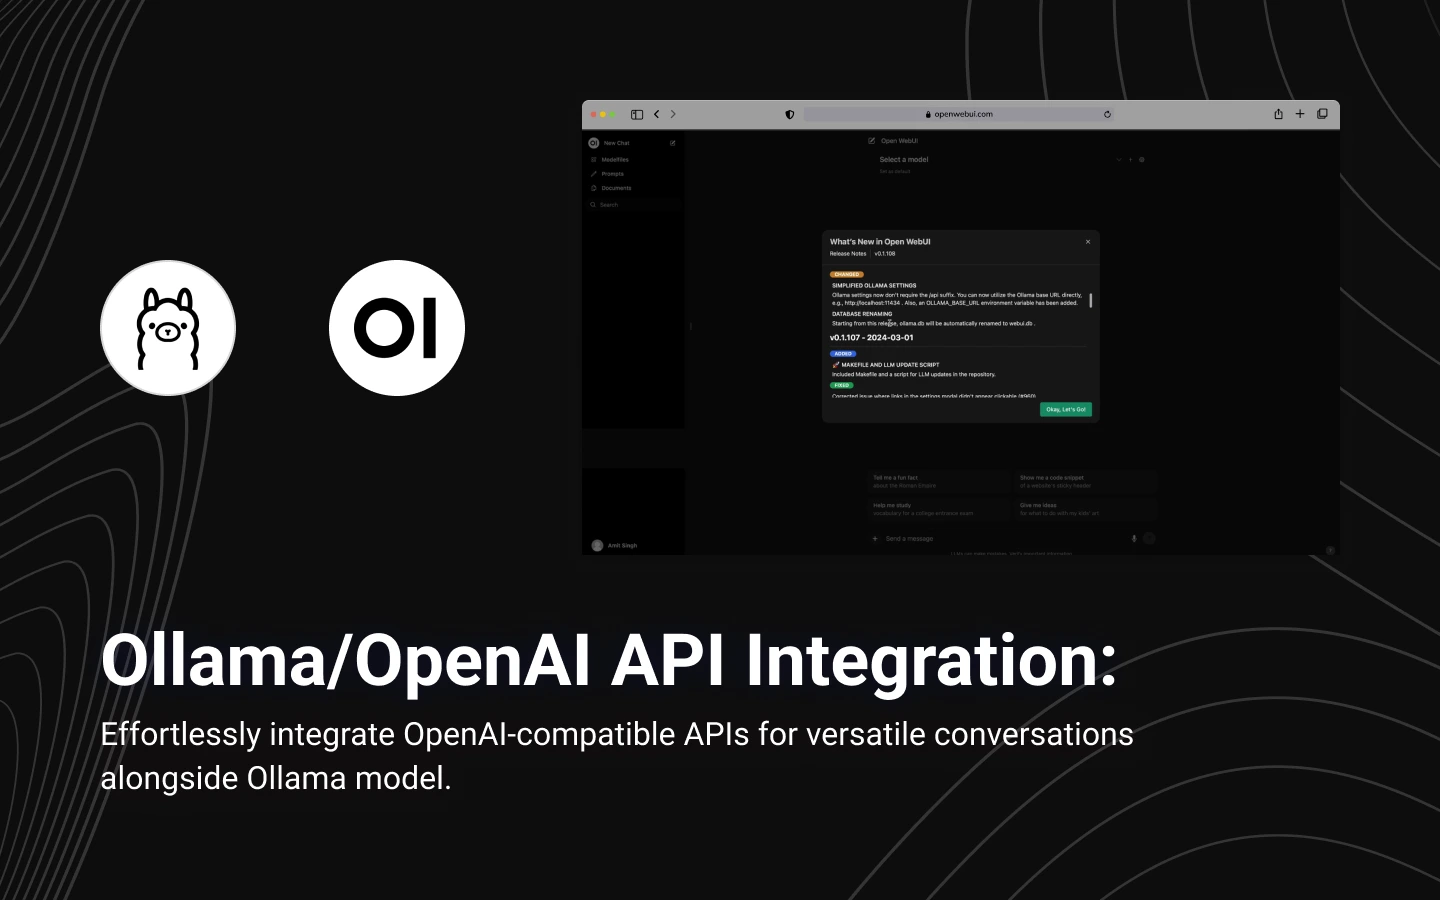 openwebui.com
OI New Chat
Modelfiles
Prompts
Documents
Search
Open WebUI
Select a model
Set as default
What's New in Open WebUI
Release Notes | v0.1.108
CHANGED
SIMPLIFIED OLLAMA SETTINGS
Ollama settings now don't require the /api suffix. You can now utilize the Ollama base URL directly,
e.g., http://localhost:11434 . Also, an OLLAMA_BASE_URL environment variable has been added.
DATABASE RENAMING
Starting from this release, ollama.db will be automatically renamed to webui.db .
v0.1.107 - 2024-03-01
ADDED
🚀 MAKEFILE AND LLM UPDATE SCRIPT
Included Makefile and a script for LLM updates in the repository.
FIXED
Corrected issue where links in the settings modal didn't appear clickable (#960)
Okay, Let's Go!
Tell me a fun fact
about the Roman Empire
Show me a code snippet
of a website's sticky header
Help me study
vocabulary for a college entrance exam
Give me ideas
for what to do with my kids' art
Send a message
LLMs can make mistakes. Verify important information.
Amit Singh
OI
Ollama/OpenAI API Integration:
Effortlessly integrate OpenAI-compatible APIs for versatile conversations
alongside Ollama model.